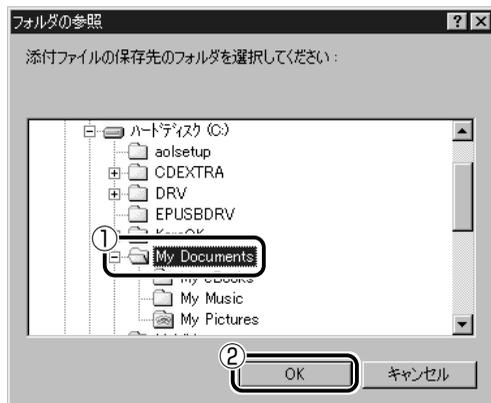 フォルダの参照
添付ファイルの保存先のフォルダを選択してください：
ハードディスク (C:)
aolsetup
CDEXTRA
DRV
EPUSBDRV
①
My Documents
My eBooks
My Music
My Pictures
②
OK キャンセル